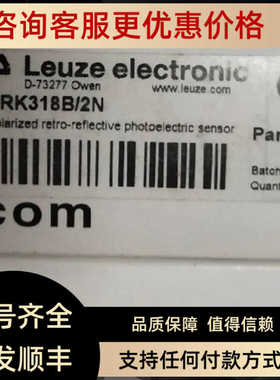 咨询客服更优惠价格
Leuze electronic
D-73277 Owen
www.leuze.com
RK318B/2N
larized retro-reflective photoelectric sensor
Par
Batch
Quant
com
号齐全
品质保障 值得信赖
发顺丰
支持任何付款方式